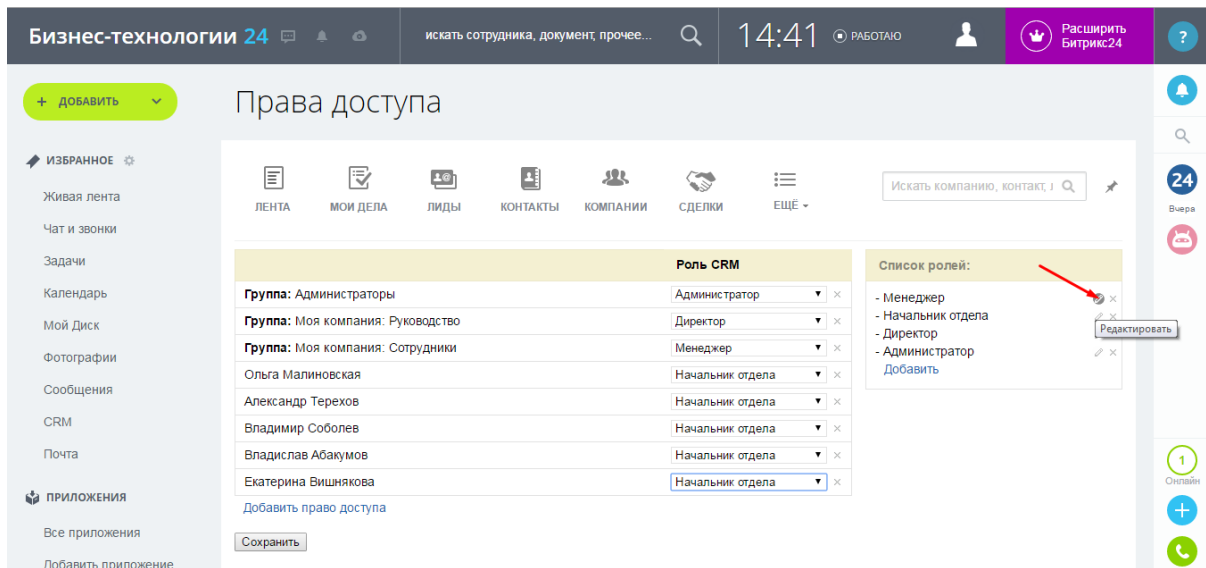 Бизнес-технологии 24
искать сотрудника, документ, прочее...
14:41
РАБОТАЮ
Расширить
Битрикс24
?
+ ДОБАВИТЬ
Права доступа
ИЗБРАННОЕ
Живая лента
Чат и звонки
Задачи
Календарь
Мой Диск
Фотографии
Сообщения
CRM
Почта
ПРИЛОЖЕНИЯ
Все приложения
Добавить приложение
ЛЕНТА
МОИ ДЕЛА
ЛИДЫ
КОНТАКТЫ
КОМПАНИИ
СДЕЛКИ
ЕЩЁ
Искать компанию, контакт,
Роль CRM
Группа: Администраторы Администратор
Группа: Моя компания: Руководство Директор
Группа: Моя компания: Сотрудники Менеджер
Ольга Малиновская Начальник отдела
Александр Терехов Начальник отдела
Владимир Соболев Начальник отдела
Владислав Абакумов Начальник отдела
Екатерина Вишнякова Начальник отдела
Добавить право доступа
Сохранить
Список ролей:
- Менеджер
- Начальник отдела
- Директор
- Администратор
Добавить
Редактировать
24
Вчера
1
Онлайн